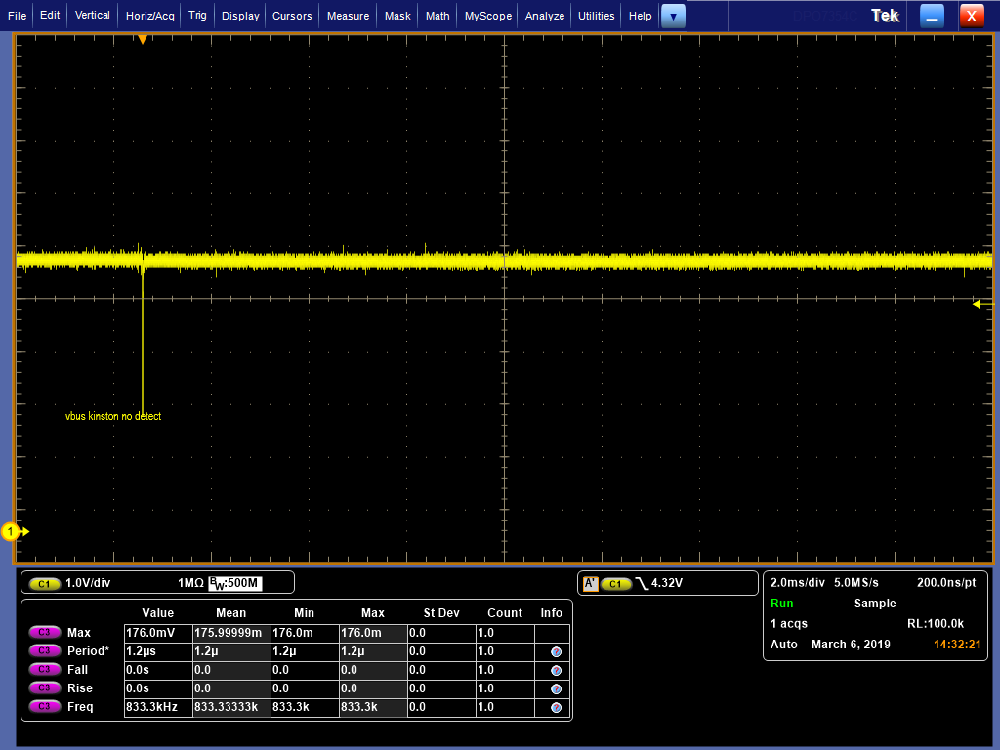 File Edit Vertical Horiz/Acq Trig Display Cursors Measure Mask Math MyScope Analyze Utilities Help Tek X
vbus kinston no detect
1
C1 1.0V/div 1MΩ BW:500M
A' C1 4.32V
2.0ms/div 5.0MS/s 200.0ns/pt
Run Sample
1 acqs RL:100.0k
Auto March 6, 2019 14:32:21
Value Mean Min Max St Dev Count Info
C3 Max 176.0mV 175.99999m 176.0m 176.0m 0.0 1.0
C3 Period* 1.2µs 1.2µ 1.2µ 1.2µ 0.0 1.0
C3 Fall 0.0s 0.0 0.0 0.0 0.0 1.0
C3 Rise 0.0s 0.0 0.0 0.0 0.0 1.0
C3 Freq 833.3kHz 833.33333k 833.3k 833.3k 0.0 1.0